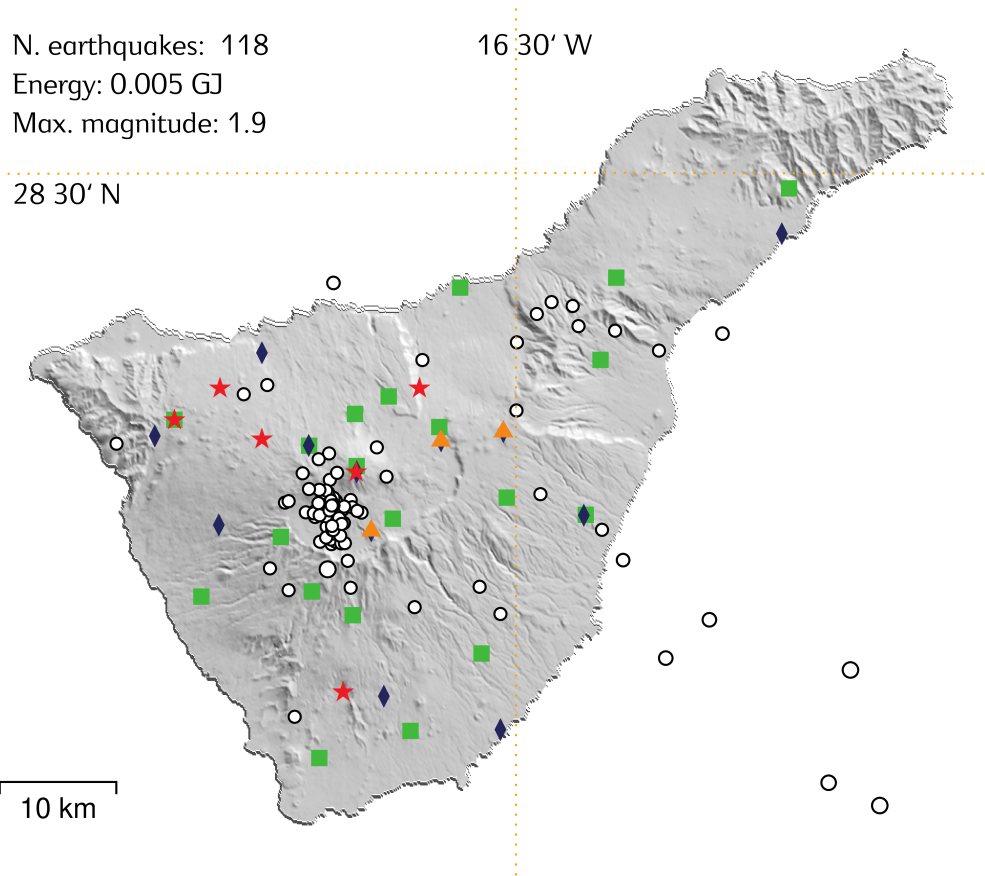 N. earthquakes: 118
16 30‘ W
Energy: 0.005 GJ
Max. magnitude: 1.9
28 30‘ N
10 km